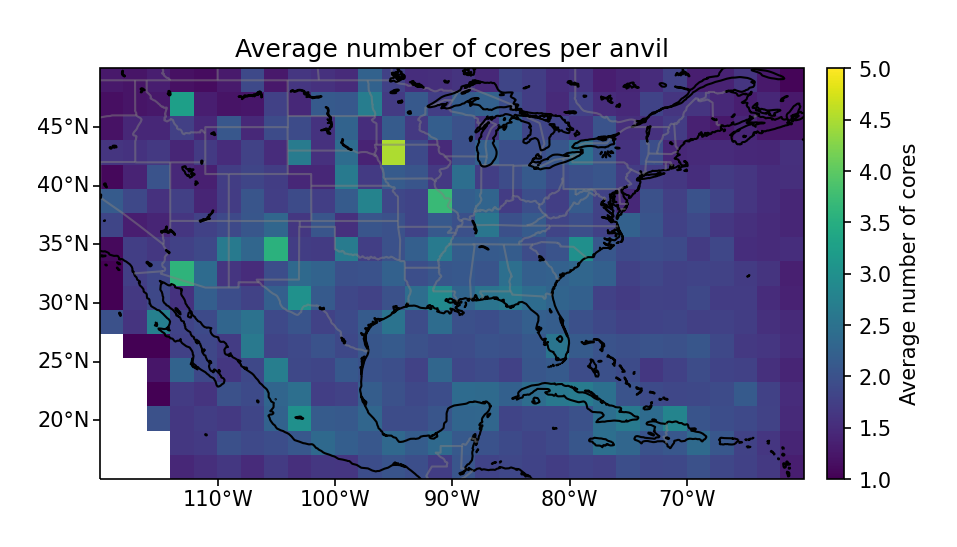 Average number of cores per anvil
45°N
40°N
35°N
30°N
25°N
20°N
110°W
100°W
90°W
80°W
70°W
5.0
4.5
4.0
3.5
3.0
2.5
2.0
1.5
1.0
Average number of cores